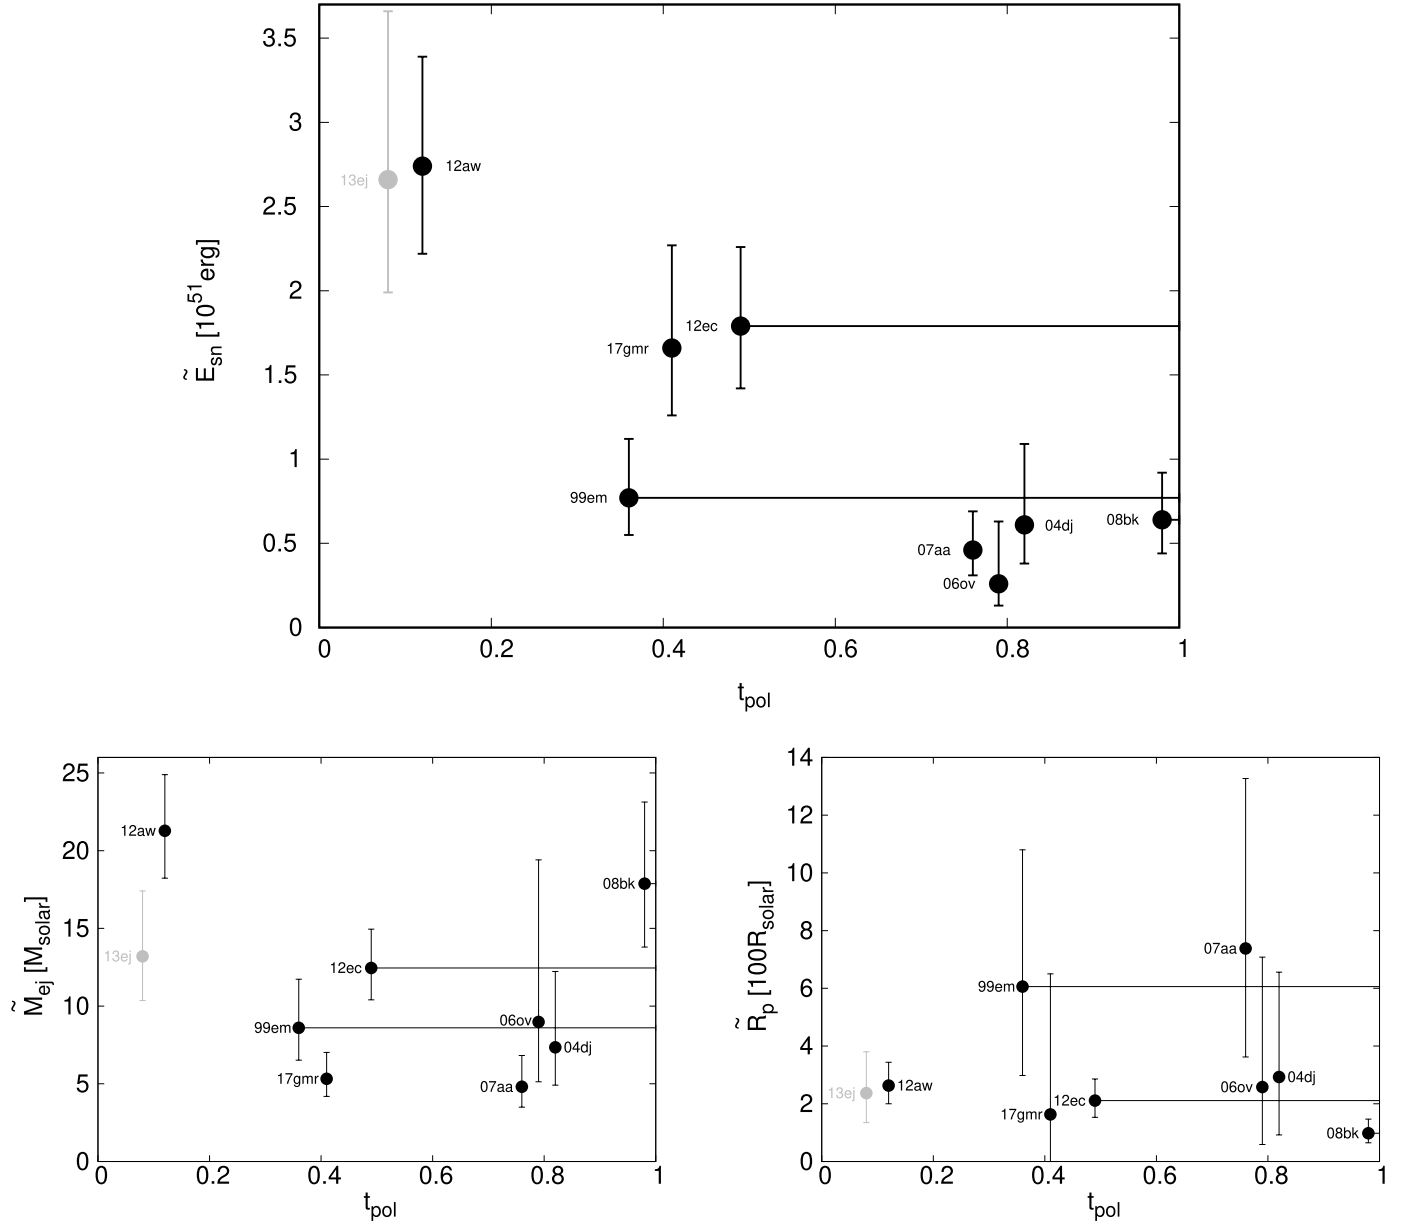 3.5
3
2.5
2
1.5
1
0.5
0
Ẽsn [10^51erg]
13ej
12aw
12ec
17gmr
99em
07aa
06ov
04dj
08bk
0 0.2 0.4 0.6 0.8 1
tpol
25
20
15
10
5
0
M̃ej [Msolar]
12aw
13ej
08bk
12ec
99em
06ov
04dj
17gmr
07aa
0 0.2 0.4 0.6 0.8 1
tpol
14
12
10
8
6
4
2
0
R̃p [100Rsolar]
07aa
99em
13ej
12aw
17gmr
12ec
06ov
04dj
08bk
0 0.2 0.4 0.6 0.8 1
tpol